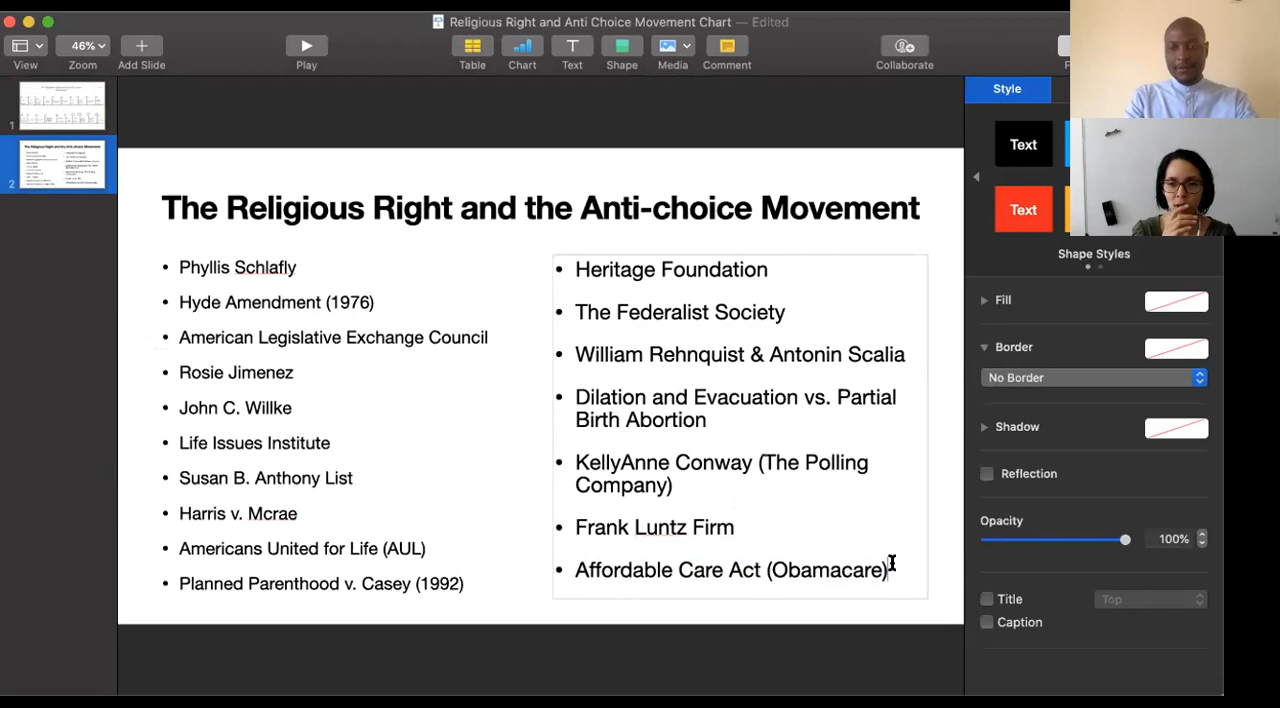 Religious Right and Anti Choice Movement Chart — Edited
46%
View
Zoom
Add Slide
Play
Table
Chart
Text
Shape
Media
Comment
Collaborate
Style
1
2
The Religious Right and the Anti-choice Movement
• Phyllis Schlafly
• Hyde Amendment (1976)
• American Legislative Exchange Council
• Rosie Jimenez
• John C. Willke
• Life Issues Institute
• Susan B. Anthony List
• Harris v. Mcrae
• Americans United for Life (AUL)
• Planned Parenthood v. Casey (1992)
• Heritage Foundation
• The Federalist Society
• William Rehnquist & Antonin Scalia
• Dilation and Evacuation vs. Partial
Birth Abortion
• KellyAnne Conway (The Polling
Company)
• Frank Luntz Firm
• Affordable Care Act (Obamacare)
Text
Text
Shape Styles
Fill
Border
No Border
Shadow
Reflection
Opacity
100%
Title
Top
Caption